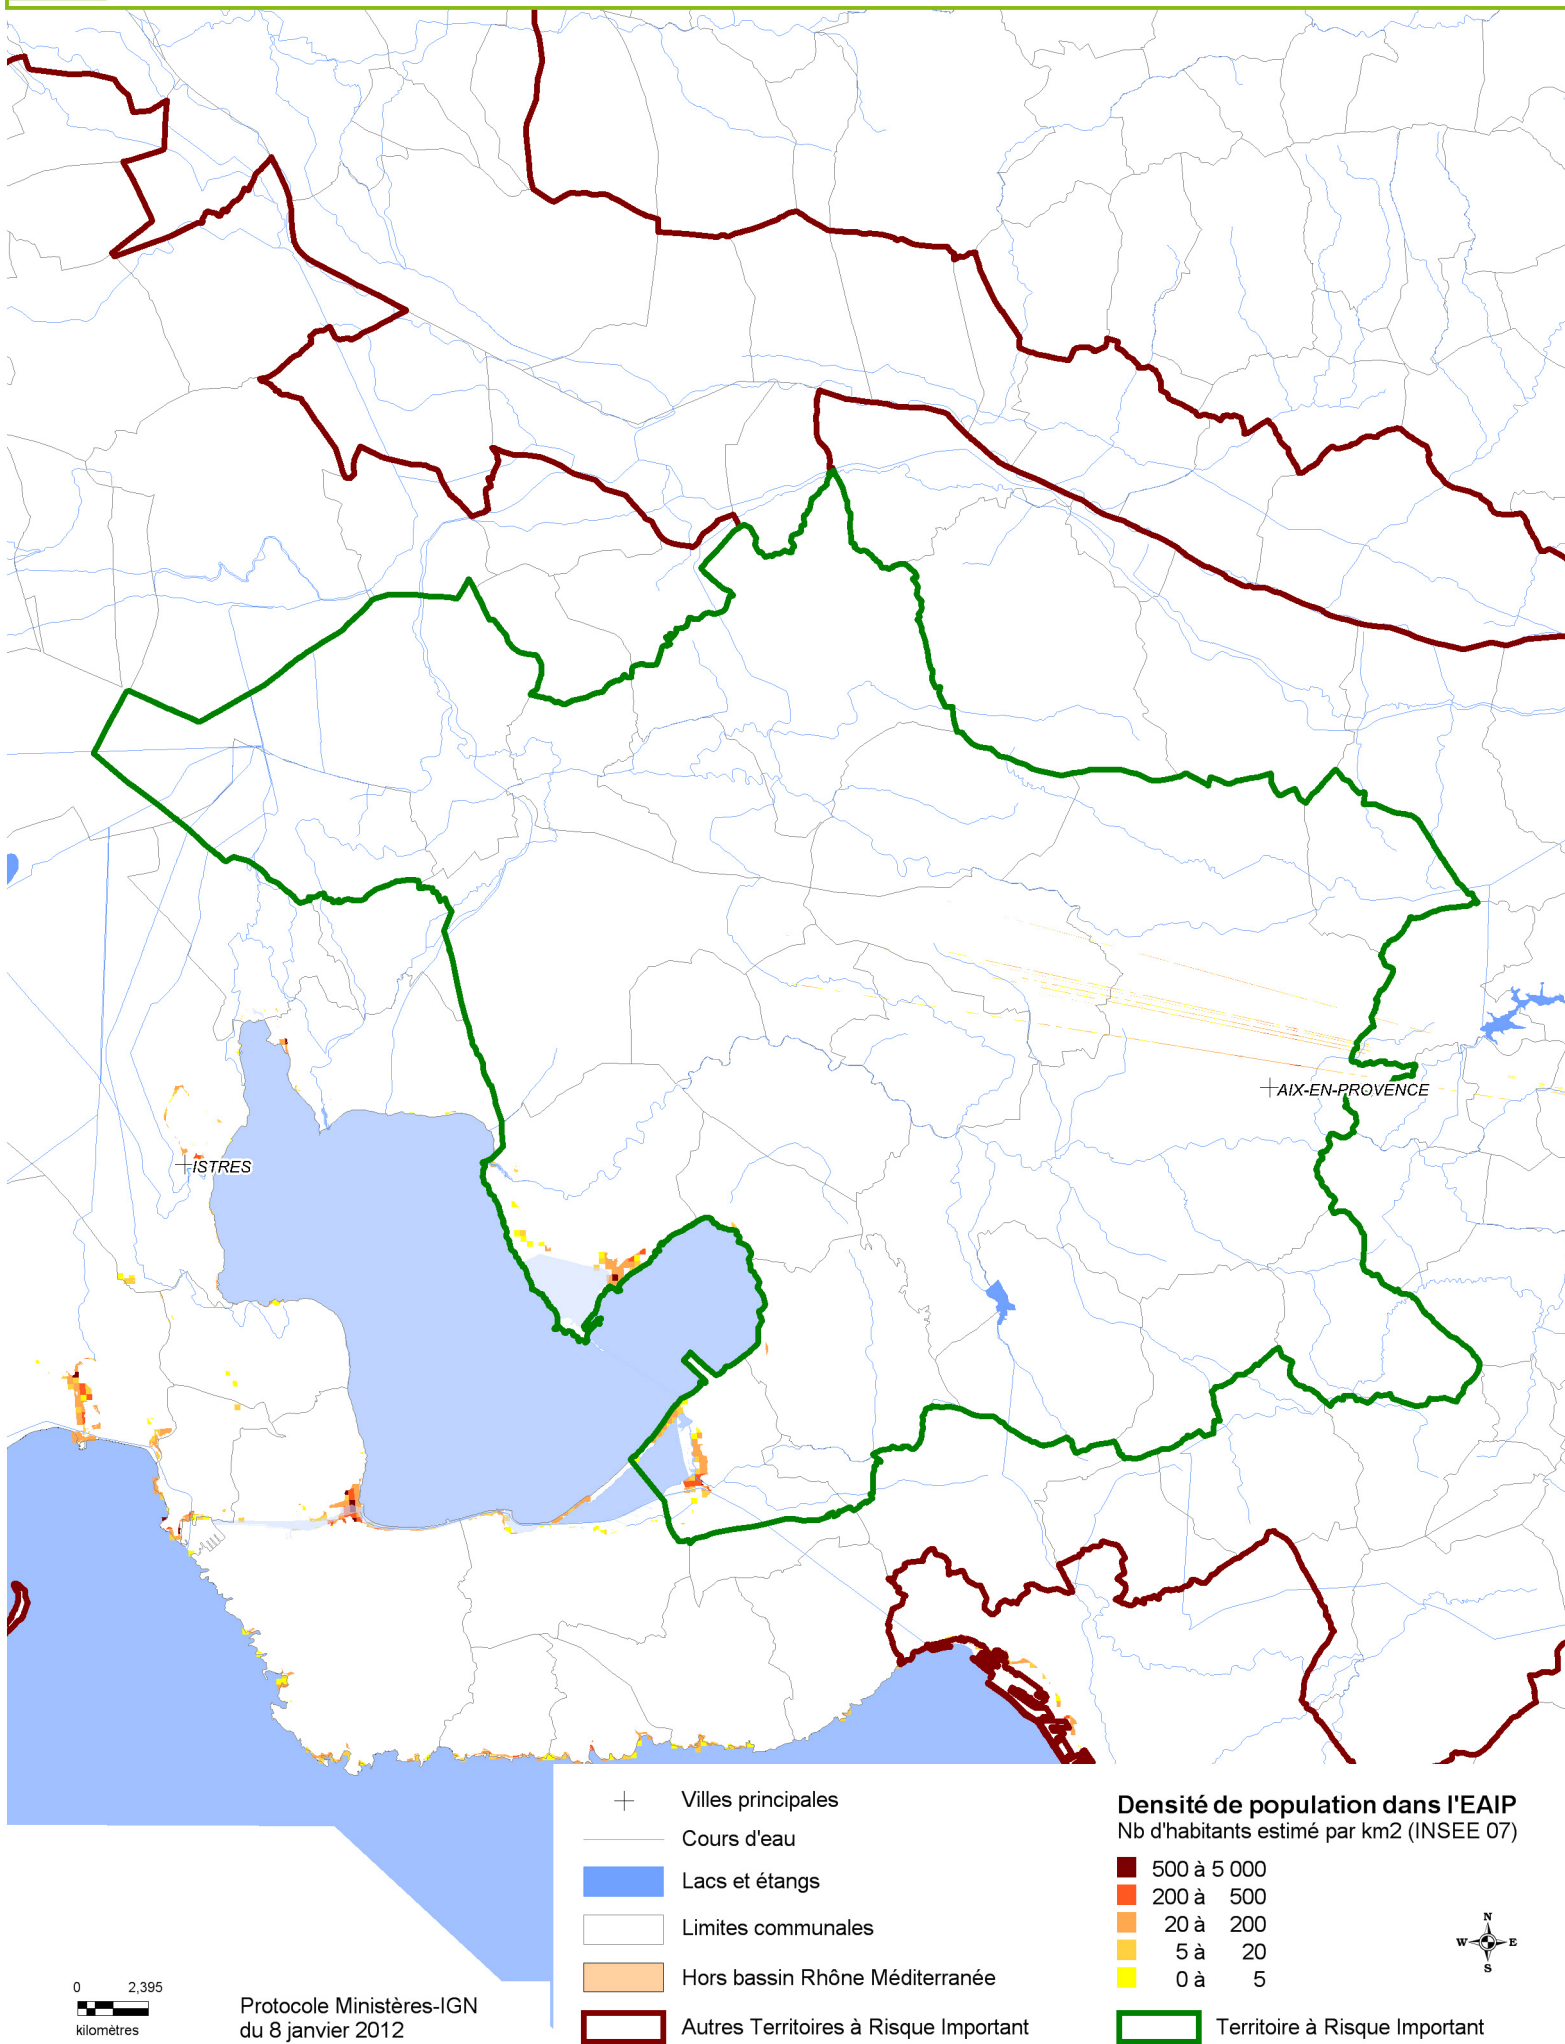 AIX-EN-PROVENCE
ISTRES
Villes principales
Cours d'eau
Lacs et étangs
Limites communales
Hors bassin Rhône Méditerranée
Autres Territoires à Risque Important
Densité de population dans l'EAIP
Nb d'habitants estimé par km2 (INSEE 07)
500 à 5 000
200 à 500
20 à 200
5 à 20
0 à 5
Territoire à Risque Important
N
W E
S
0 2,395
kilomètres
Protocole Ministères-IGN
du 8 janvier 2012